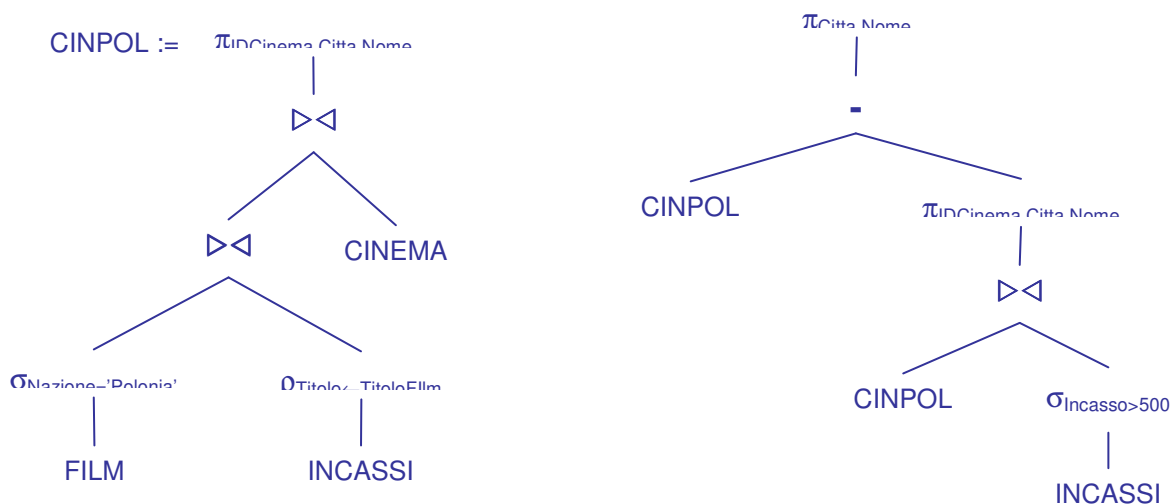 CINPOL := πIDCinema,Citta,Nome
▷◁
▷◁ CINEMA
σNazione='Polonia' ρTitolo←TitoloFIlm
FILM INCASSI
πCitta,Nome
-
CINPOL πIDCinema,Citta,Nome
▷◁
CINPOL σIncasso>500
INCASSI